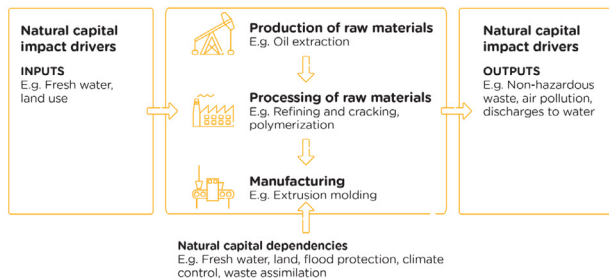 Natural capital
impact drivers
INPUTS
E.g. Fresh water,
land use
Production of raw materials
E.g. Oil extraction
Processing of raw materials
E.g. Refining and cracking,
polymerization
Manufacturing
E.g. Extrusion molding
Natural capital
impact drivers
OUTPUTS
E.g. Non-hazardous
waste, air pollution,
discharges to water
Natural capital dependencies
E.g. Fresh water, land, flood protection, climate
control, waste assimilation